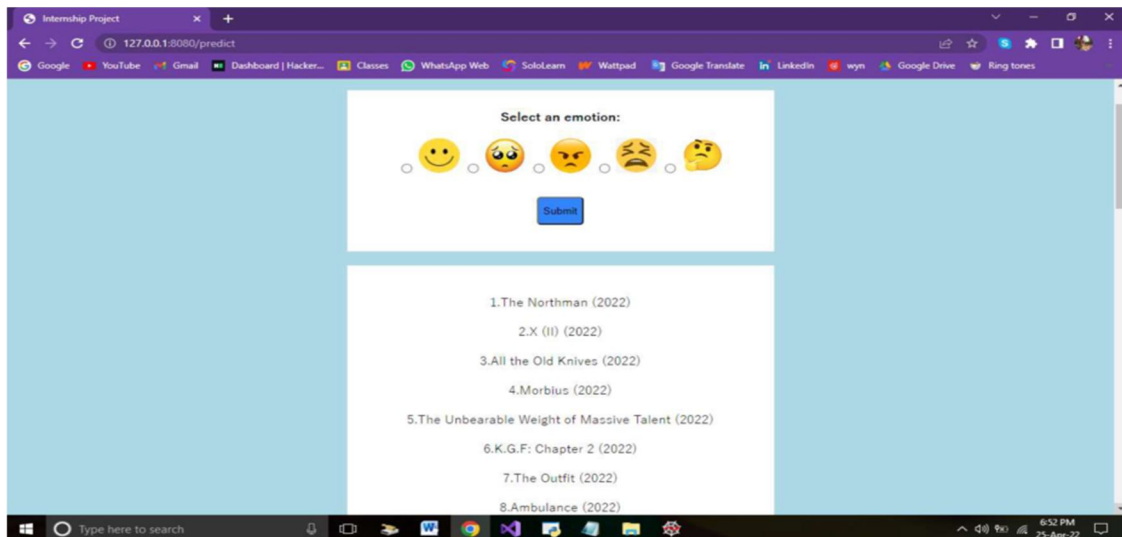 Internship Project
127.0.0.1:8080/predict
Google YouTube Gmail Dashboard | Hacker... Classes WhatsApp Web SoloLearn Wattpad Google Translate LinkedIn wyn Google Drive Ring tones
Select an emotion:
Submit
1.The Northman (2022)
2.X (II) (2022)
3.All the Old Knives (2022)
4.Morbius (2022)
5.The Unbearable Weight of Massive Talent (2022)
6.K.G.F: Chapter 2 (2022)
7.The Outfit (2022)
8.Ambulance (2022)
Type here to search
6:52 PM
25-Apr-22